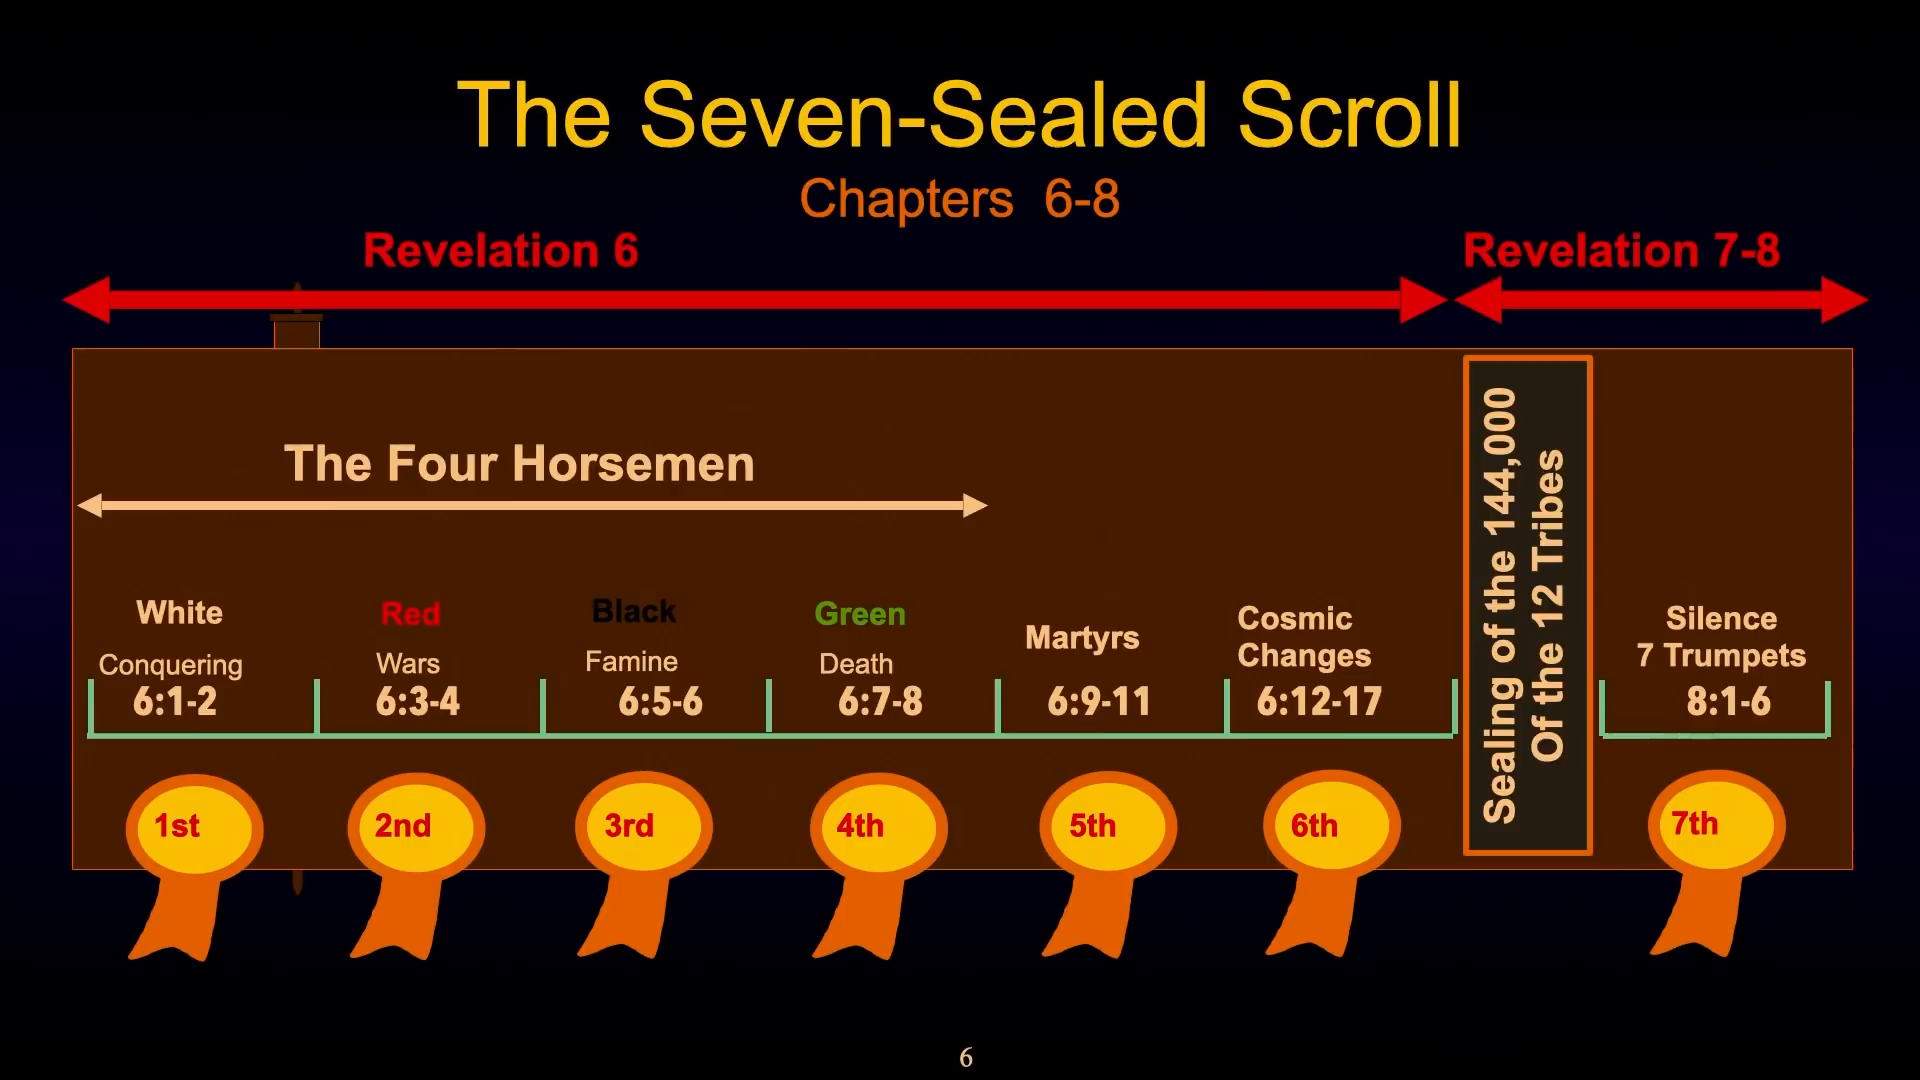 The Seven-Sealed Scroll
Chapters 6-8
Revelation 6
Revelation 7-8
The Four Horsemen
White
Conquering
6:1-2
Red
Wars
6:3-4
Black
Famine
6:5-6
Green
Death
6:7-8
Martyrs
6:9-11
Cosmic
Changes
6:12-17
Sealing of the 144,000
Of the 12 Tribes
Silence
7 Trumpets
8:1-6
1st
2nd
3rd
4th
5th
6th
7th
6